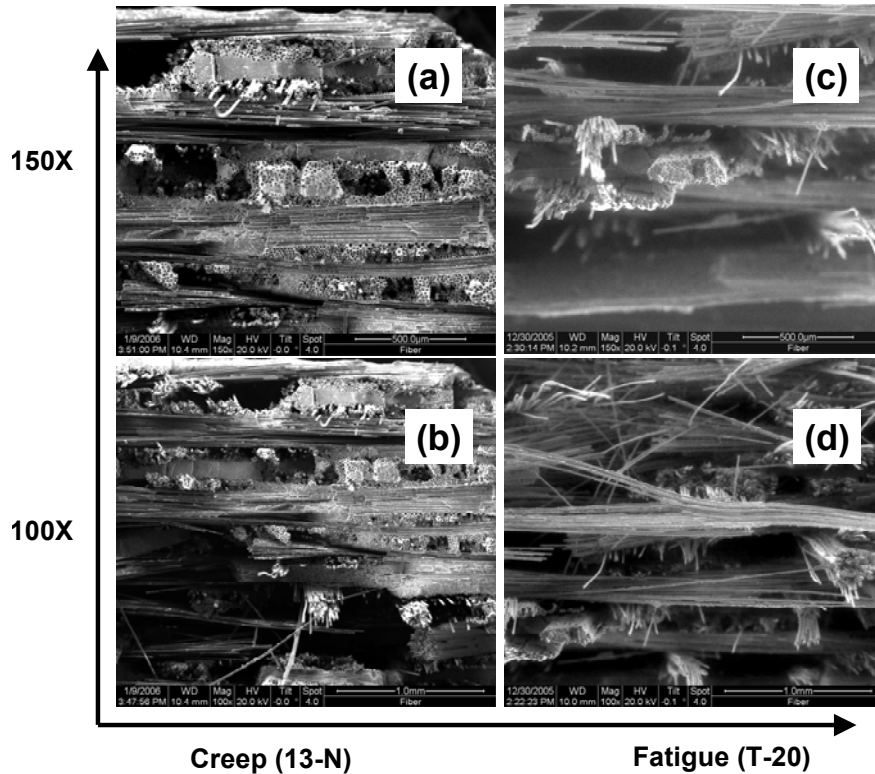 150X
100X
(a)
1/9/2006 WD Mag HV Tilt Spot 500.0µm
3:51:00 PM 10.4 mm 150x 20.0 kV -0.0 ° 4.0 Fiber
(c)
12/30/2005 WD Mag HV Tilt Spot 500.0µm
2:30:14 PM 10.2 mm 150x 20.0 kV -0.1 ° 4.0 Fiber
(b)
1/9/2006 WD Mag HV Tilt Spot 1.0mm
3:47:56 PM 10.4 mm 100x 20.0 kV -0.0 ° 4.0 Fiber
(d)
12/30/2005 WD Mag HV Tilt Spot 1.0mm
2:22:23 PM 10.0 mm 100x 20.0 kV -0.1 ° 4.0 Fiber
Creep (13-N)
Fatigue (T-20)